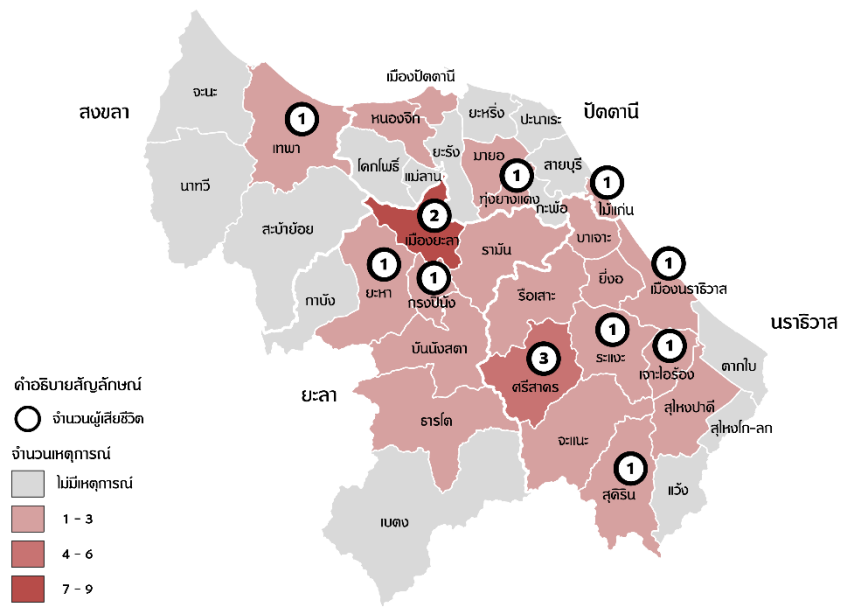 เมืองปัตตานี
จะนะ
สงขลา
ยะหริ่ง
ปะนาเระ
ปัตตานี
1
หนองจิก
เทพา
ยะรัง
มายอ
โคกโพธิ์
แม่ลาน
สายบุรี
นาทวี
1
ทุ่งยางแดง
1
ไม้แก่น
กะพ้อ
2
สะบ้าย้อย
เมืองยะลา
บาเจาะ
รามัน
1
1
1
ยะหา
กรงปินัง
ยี่งอ
เมืองนราธิวาส
กาบัง
รือเสาะ
นราธิวาส
1
1
บันนังสตา
ระแงะ
3
เจาะไอร้อง
ตากใบ
ศรีสาคร
คำอธิบายสัญลักษณ์
ยะลา
สุไหงปาดี
จำนวนผู้เสียชีวิต
ธารโต
สุไหงโก-ลก
จะแนะ
จำนวนเหตุการณ์
1
ไม่มีเหตุการณ์
สุคิริน
แว้ง
1 - 3
เบตง
4 - 6
7 - 9